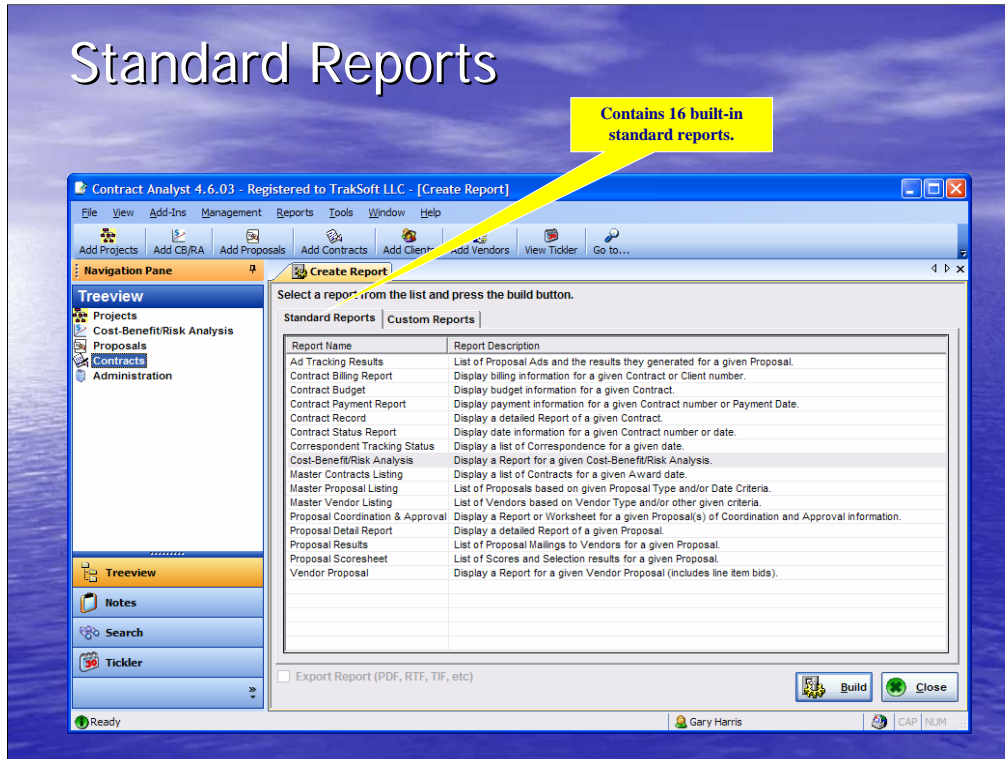 Standard Reports
Contains 16 built-in
standard reports.
Contract Analyst 4.6.03 - Registered to TrakSoft LLC - [Create Report]
File View Add-Ins Management Reports Tools Window Help
Add Projects Add CB/RA Add Proposals Add Contracts Add Clients Add Vendors View Tickler Go to...
Navigation Pane
Create Report
Treeview
Projects
Cost-Benefit/Risk Analysis
Proposals
Contracts
Administration
Select a report from the list and press the build button.
Standard Reports Custom Reports
Report Name Report Description
Ad Tracking Results List of Proposal Ads and the results they generated for a given Proposal.
Contract Billing Report Display billing information for a given Contract or Client number.
Contract Budget Display budget information for a given Contract.
Contract Payment Report Display payment information for a given Contract number or Payment Date.
Contract Record Display a detailed Report of a given Contract.
Contract Status Report Display date information for a given Contract number or date.
Correspondent Tracking Status Display a list of Correspondence for a given date.
Cost-Benefit/Risk Analysis Display a Report for a given Cost-Benefit/Risk Analysis.
Master Contracts Listing Display a list of Contracts for a given Award date.
Master Proposal Listing List of Proposals based on given Proposal Type and/or Date Criteria.
Master Vendor Listing List of Vendors based on Vendor Type and/or other given criteria.
Proposal Coordination & Approval Display a Report or Worksheet for a given Proposal(s) of Coordination and Approval information.
Proposal Detail Report Display a detailed Report of a given Proposal.
Proposal Results List of Proposal Mailings to Vendors for a given Proposal.
Proposal Scoresheet List of Scores and Selection results for a given Proposal.
Vendor Proposal Display a Report for a given Vendor Proposal (includes line item bids).
Treeview
Notes
Search
30 Tickler
Export Report (PDF, RTF, TIF, etc)
Build Close
Ready Gary Harris CAP NUM